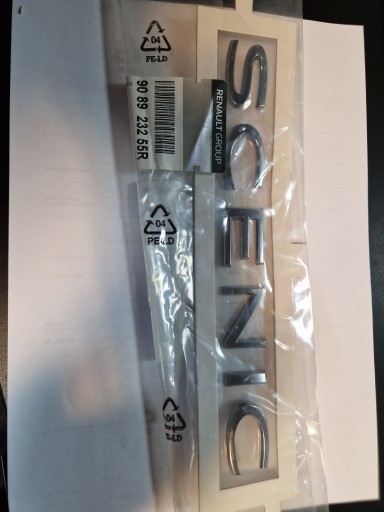 04
PE-LD
RENAULT GROUP
90 89 232 55R
04
PE-LD
04
PE-LD
SCENIC